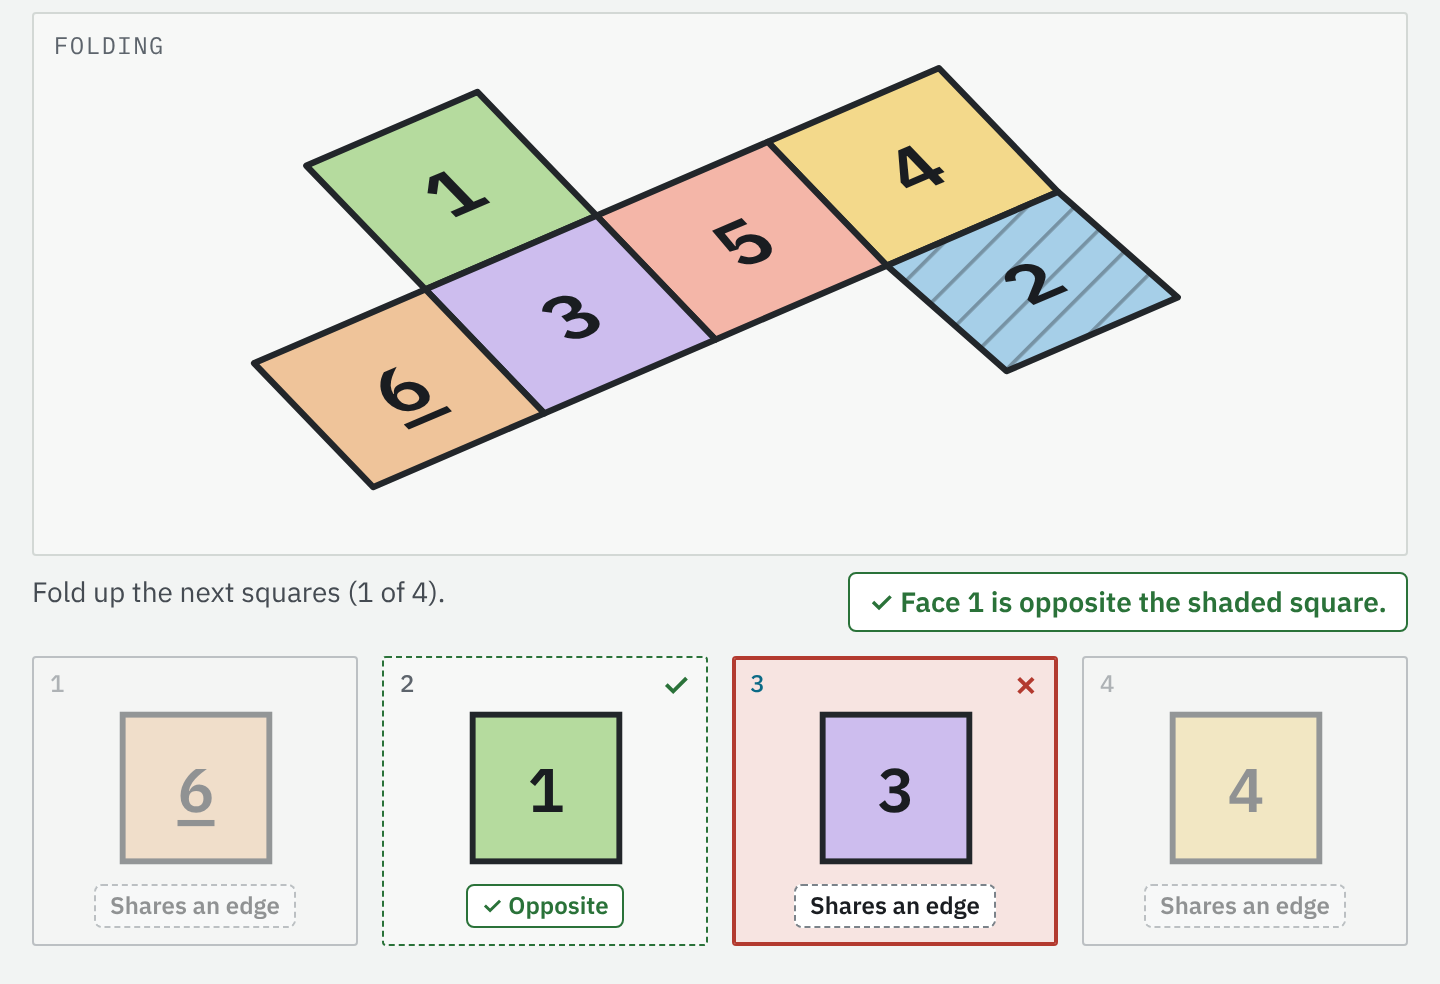 FOLDING
1
4
5
2
3
6
Fold up the next squares (1 of 4).
✓ Face 1 is opposite the shaded square.
1
6
Shares an edge
2
1
✓ Opposite
3
3
Shares an edge
4
4
Shares an edge